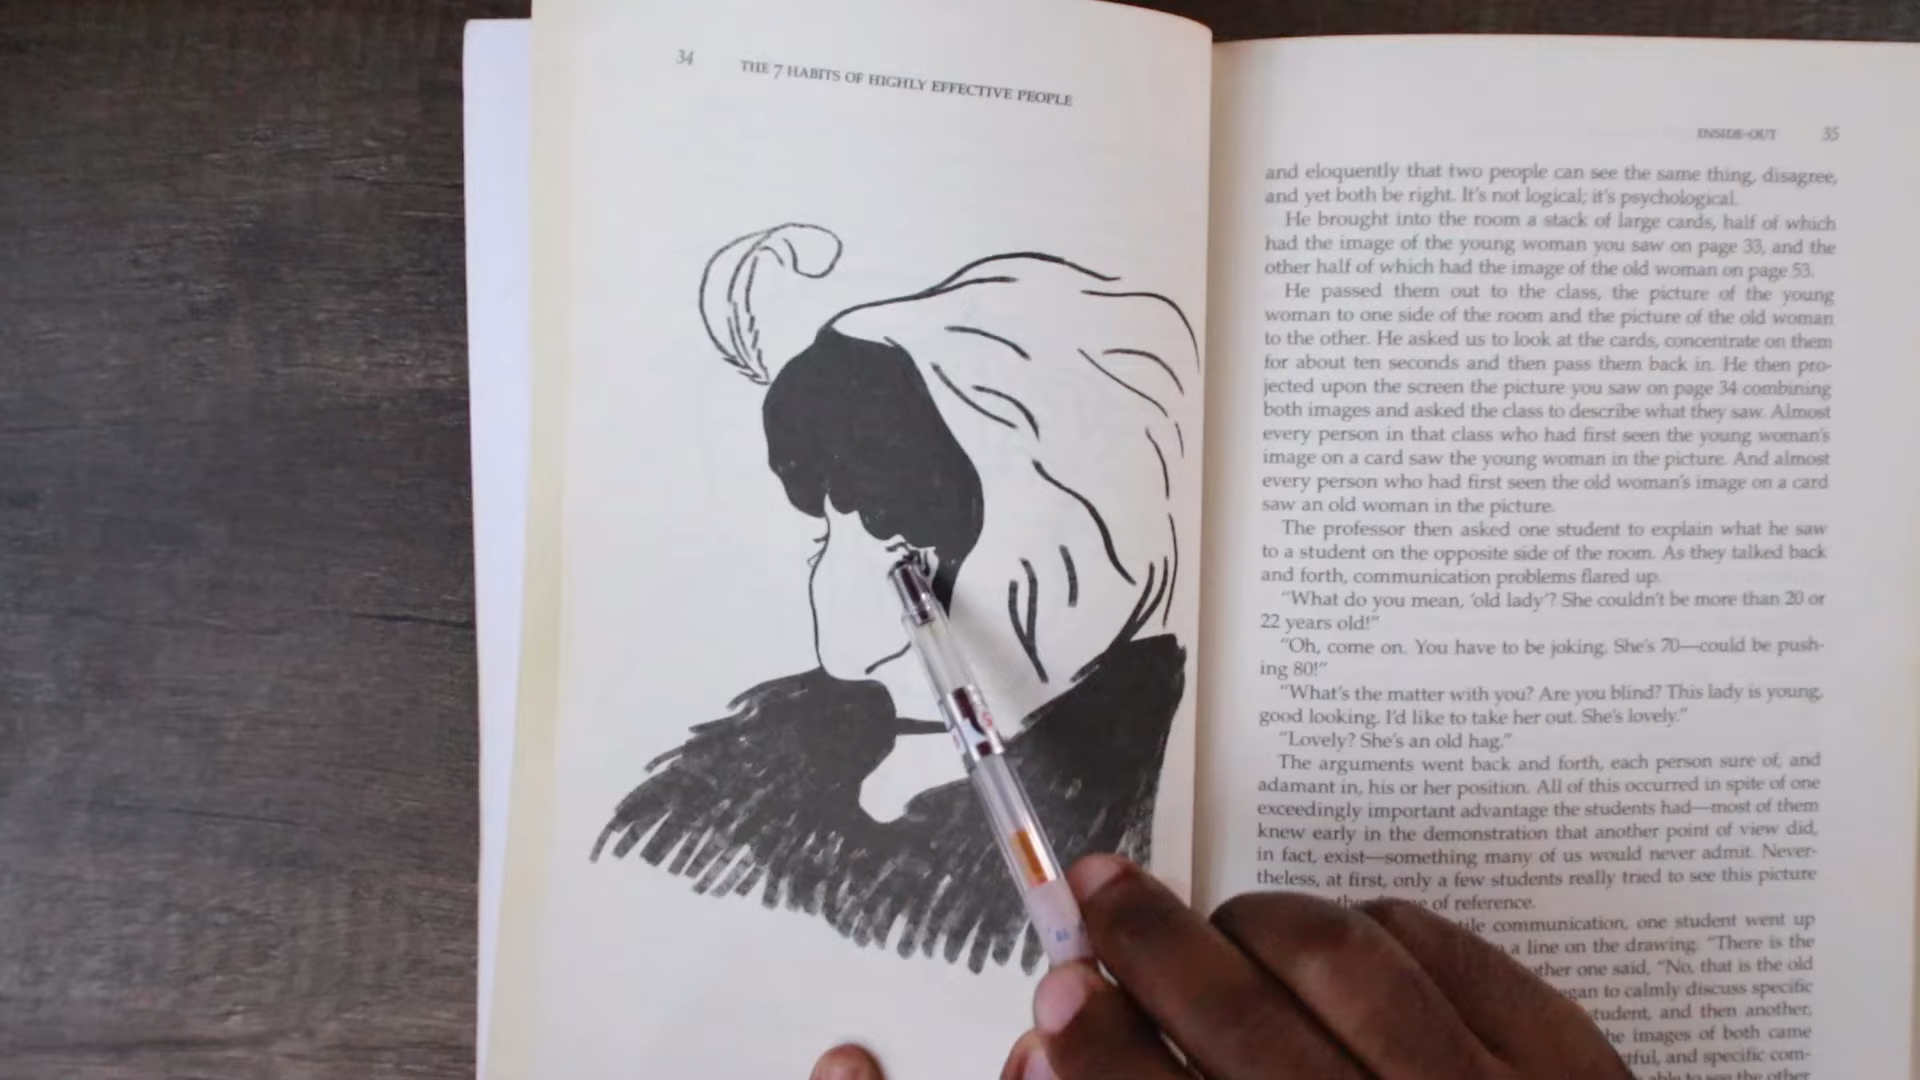 34
THE 7 HABITS OF HIGHLY EFFECTIVE PEOPLE
INSIDE-OUT 35
and eloquently that two people can see the same thing, disagree,
and yet both be right. It's not logical; it's psychological.
He brought into the room a stack of large cards, half of which
had the image of the young woman you saw on page 33, and the
other half of which had the image of the old woman on page 53.
He passed them out to the class, the picture of the young
woman to one side of the room and the picture of the old woman
to the other. He asked us to look at the cards, concentrate on them
for about ten seconds and then pass them back in. He then pro-
jected upon the screen the picture you saw on page 34 combining
both images and asked the class to describe what they saw. Almost
every person in that class who had first seen the young woman's
image on a card saw the young woman in the picture. And almost
every person who had first seen the old woman's image on a card
saw an old woman in the picture.
The professor then asked one student to explain what he saw
to a student on the opposite side of the room. As they talked back
and forth, communication problems flared up.
"What do you mean, 'old lady'? She couldn't be more than 20 or
22 years old!"
"Oh, come on. You have to be joking. She's 70—could be push-
ing 80!"
"What's the matter with you? Are you blind? This lady is young,
good looking. I'd like to take her out. She's lovely."
"Lovely? She's an old hag."
The arguments went back and forth, each person sure of, and
adamant in, his or her position. All of this occurred in spite of one
exceedingly important advantage the students had—most of them
knew early in the demonstration that another point of view did,
in fact, exist—something many of us would never admit. Never-
theless, at first, only a few students really tried to see this picture
of reference.
communication, one student went up
a line on the drawing. "There is the
other one said, "No, that is the old
to calmly discuss specific
student, and then another,
images of both came
and specific com-
to see the other